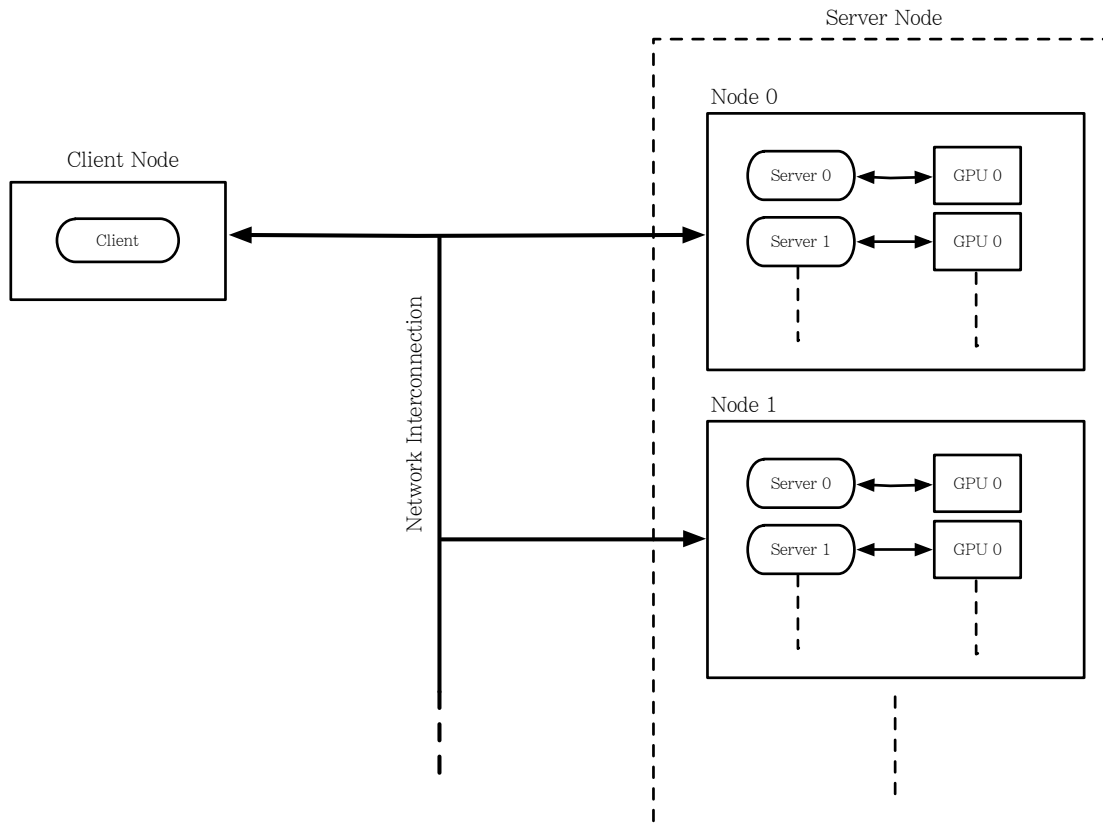 Server Node
Node 0
Client Node
Server 0
GPU 0
Client
Server 1
GPU 0
Network Interconnection
Node 1
Server 0
GPU 0
Server 1
GPU 0